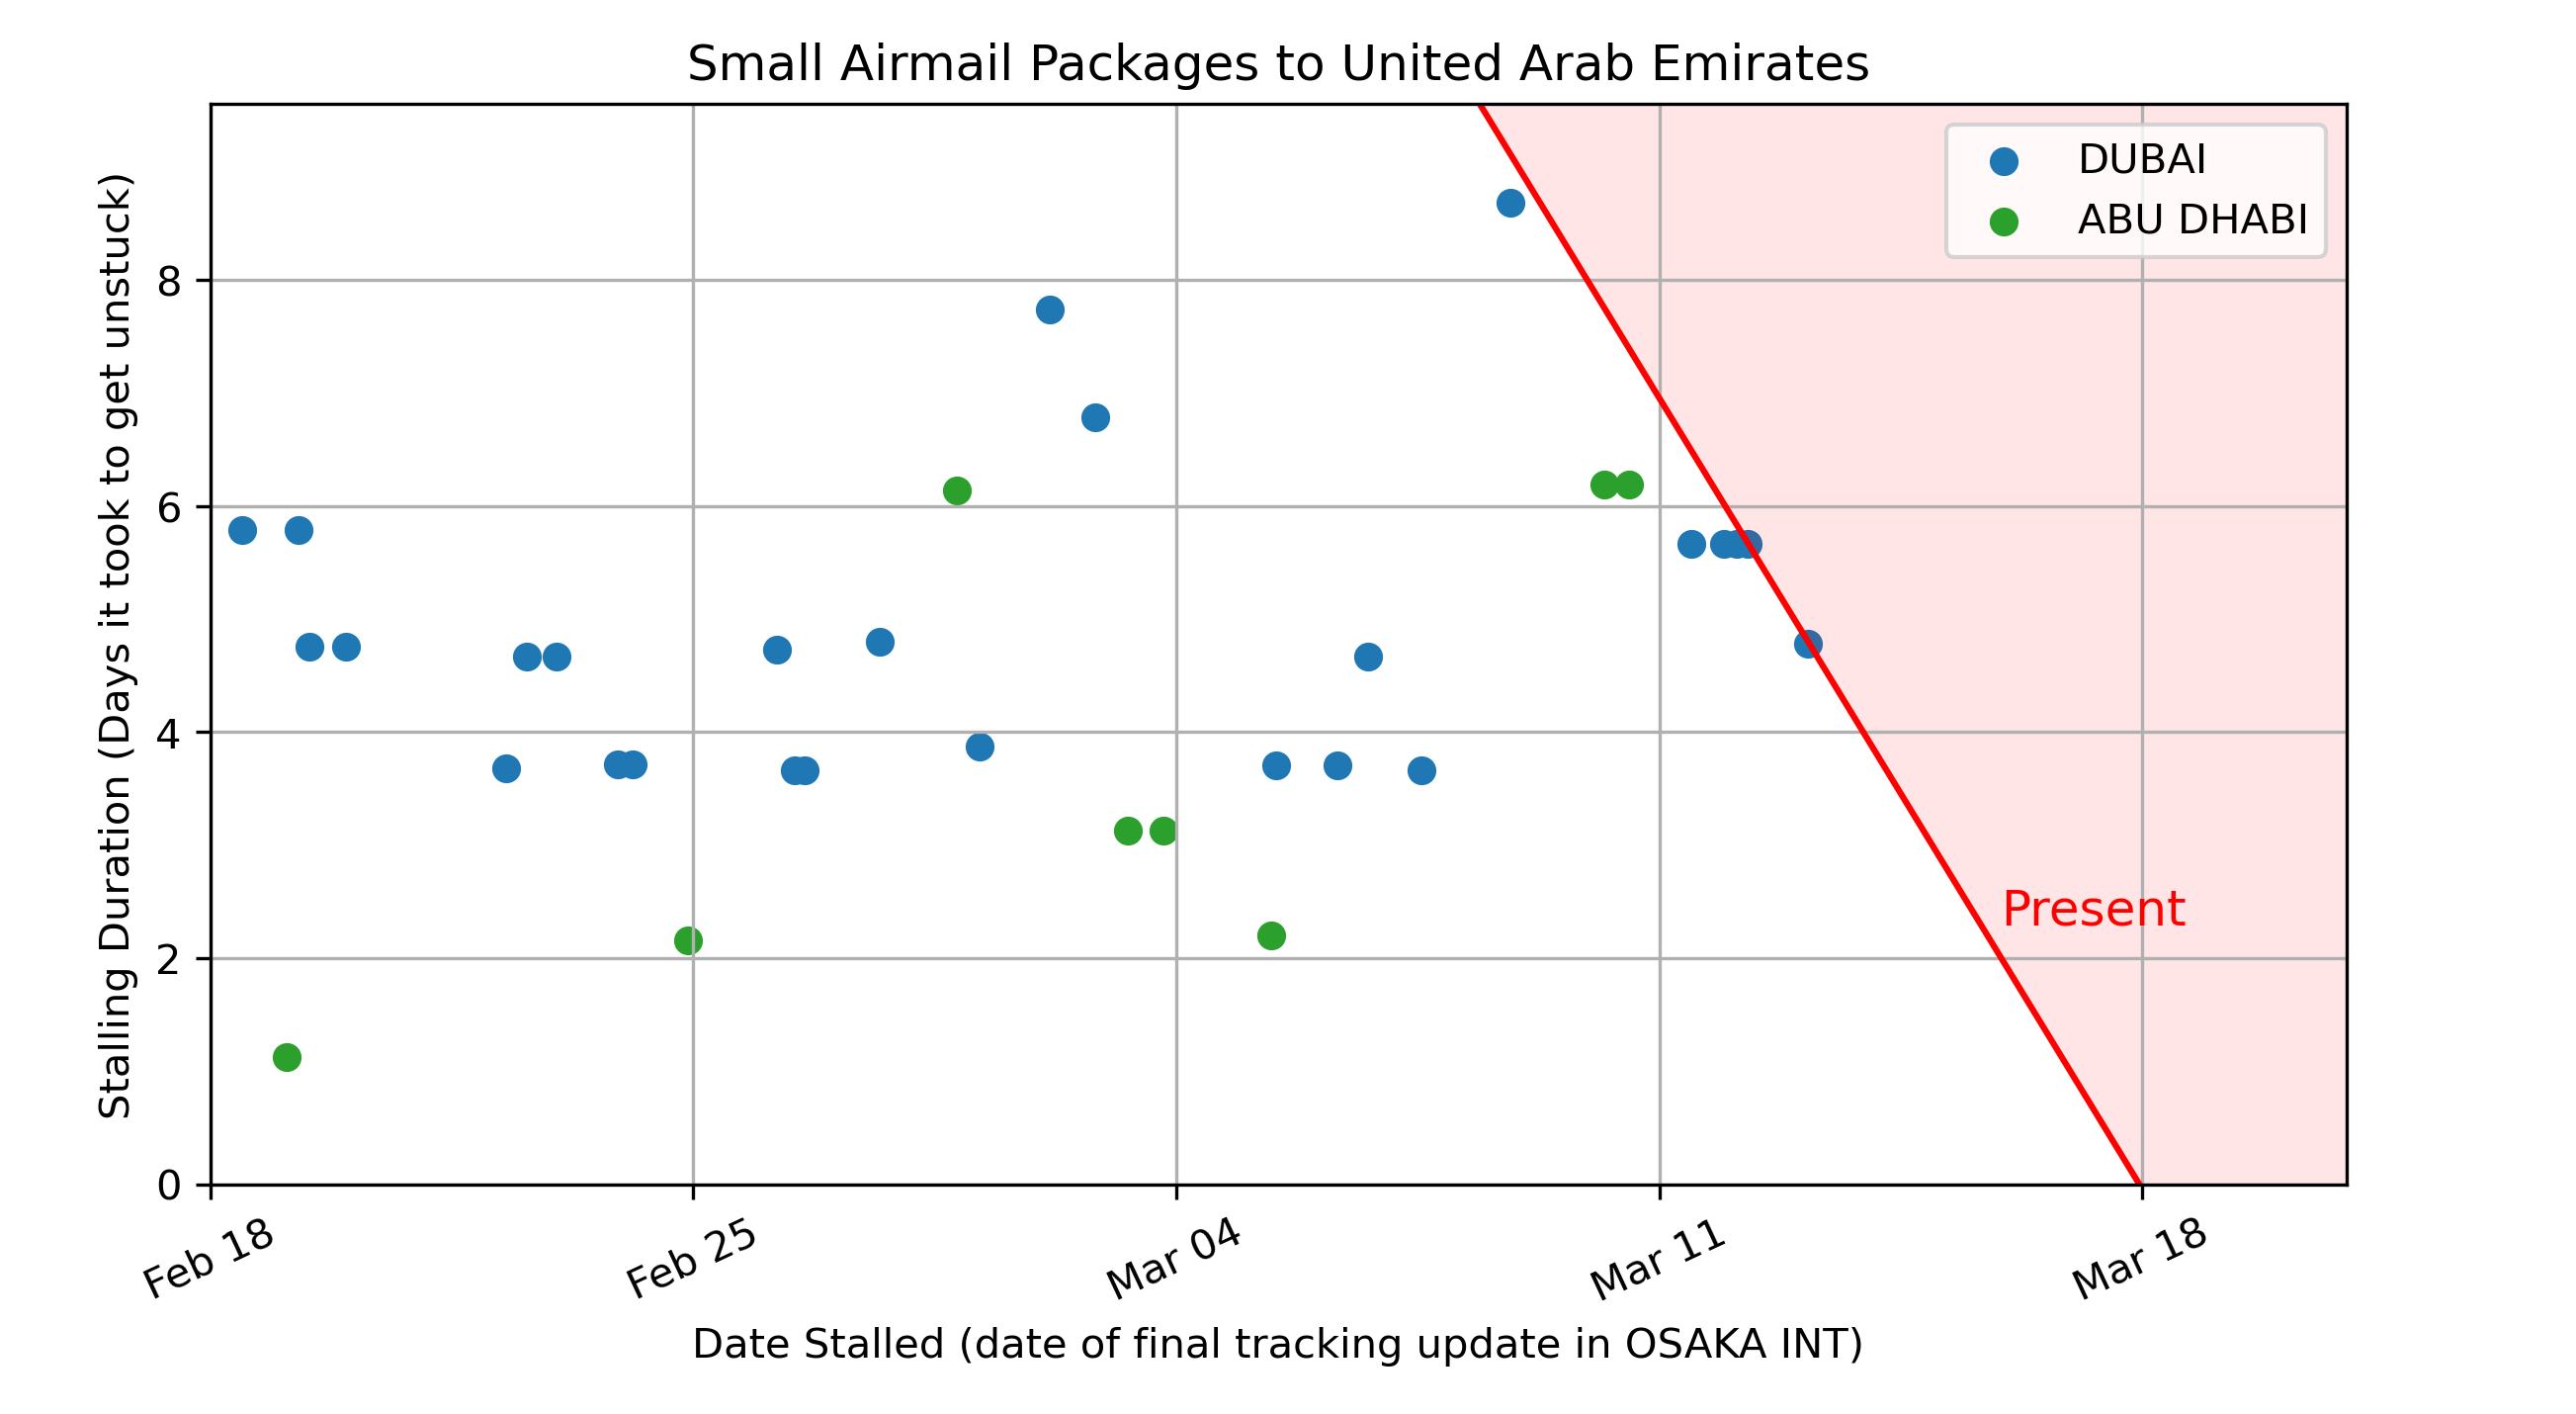 Small Airmail Packages to United Arab Emirates
DUBAI
ABU DHABI
Stalling Duration (Days it took to get unstuck)
8
6
4
2
0
Present
Feb 18
Feb 25
Mar 04
Mar 11
Mar 18
Date Stalled (date of final tracking update in OSAKA INT)